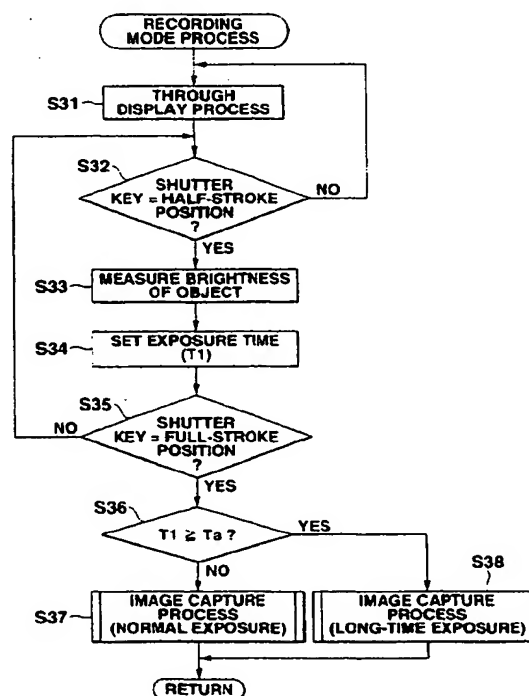 RECORDING
MODE PROCESS
S31
THROUGH
DISPLAY PROCESS
S32
SHUTTER
KEY = HALF-STROKE
POSITION
?
NO
YES
S33
MEASURE BRIGHTNESS
OF OBJECT
S34
SET EXPOSURE TIME
(T1)
S35
SHUTTER
KEY = FULL-STROKE
POSITION
?
NO
YES
S36
T1 ≧ Ta ?
YES
NO
S37
IMAGE CAPTURE
PROCESS
(NORMAL EXPOSURE)
S38
IMAGE CAPTURE
PROCESS
(LONG-TIME EXPOSURE)
RETURN